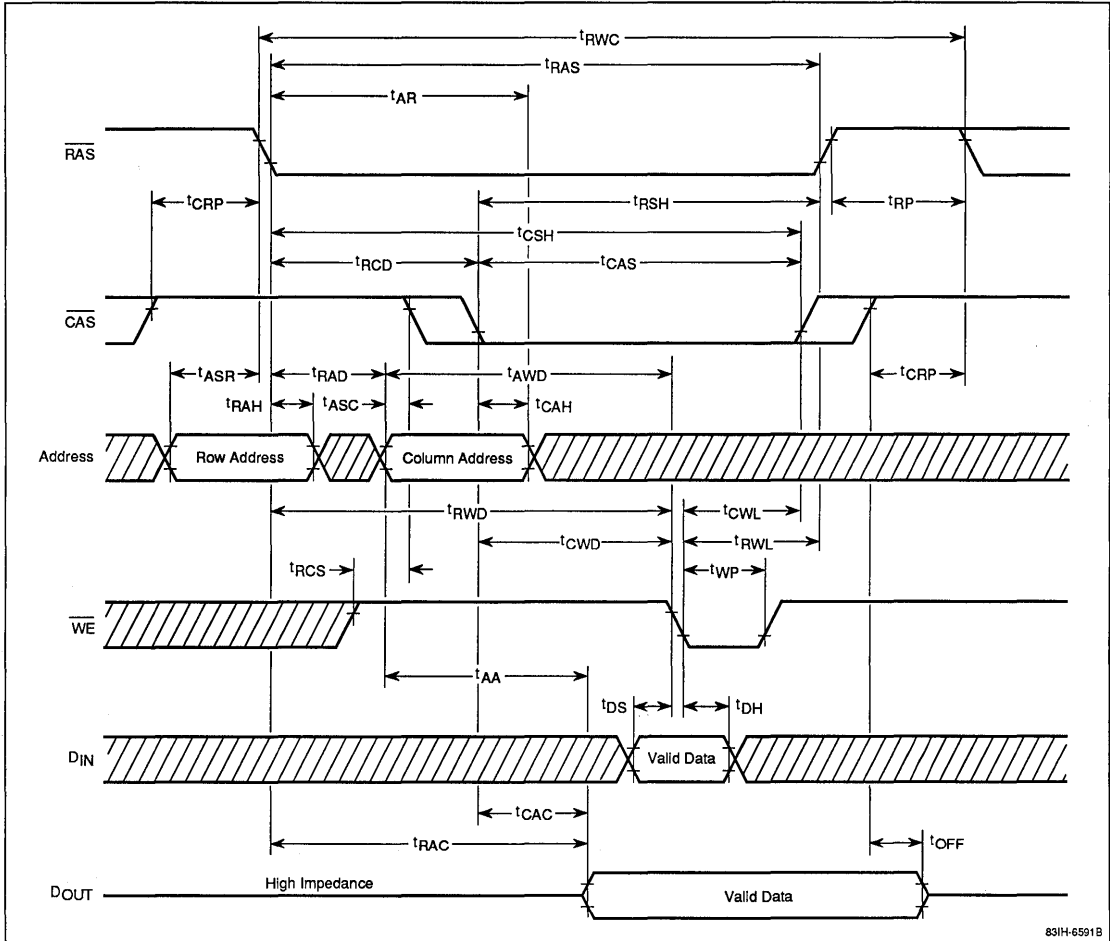 tRWC
tRAS
tAR
RAS
tCRP
tRSH
tRP
tCSH
tRCD
tCAS
CAS
tASR
tRAD
tAWD
tCRP
tRAH
tASC
tCAH
Address
Row Address
Column Address
tRWD
tCWL
tCWD
tRWL
tRCS
tWP
WE
tAA
tDS
tDH
DIN
Valid Data
tCAC
tRAC
tOFF
High Impedance
DOUT
Valid Data
83IH-6591B